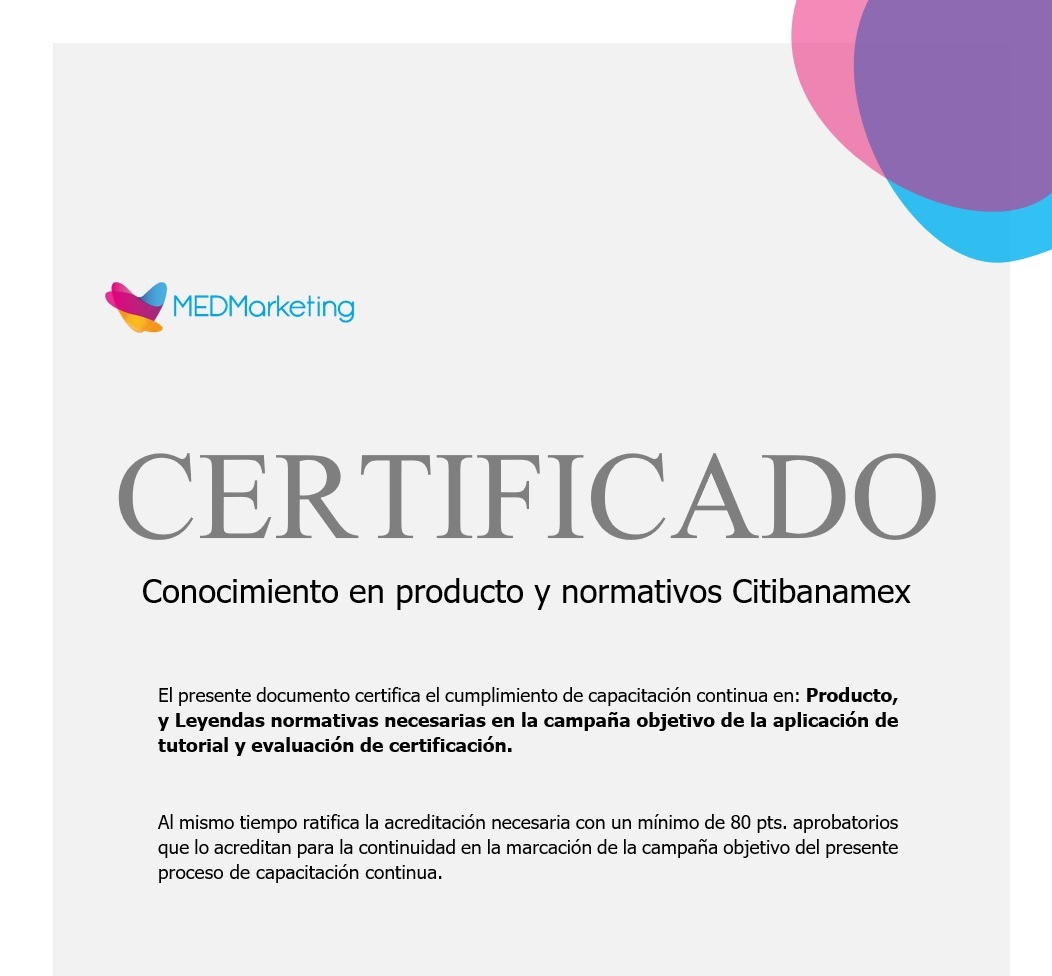 MEDMarketing
CERTIFICADO
Conocimiento en producto y normativos Citibanamex
El presente documento certifica el cumplimiento de capacitación continua en: Producto,
y Leyendas normativas necesarias en la campaña objetivo de la aplicación de
tutorial y evaluación de certificación.
Al mismo tiempo ratifica la acreditación necesaria con un mínimo de 80 pts. aprobatorios
que lo acreditan para la continuidad en la marcación de la campaña objetivo del presente
proceso de capacitación continua.